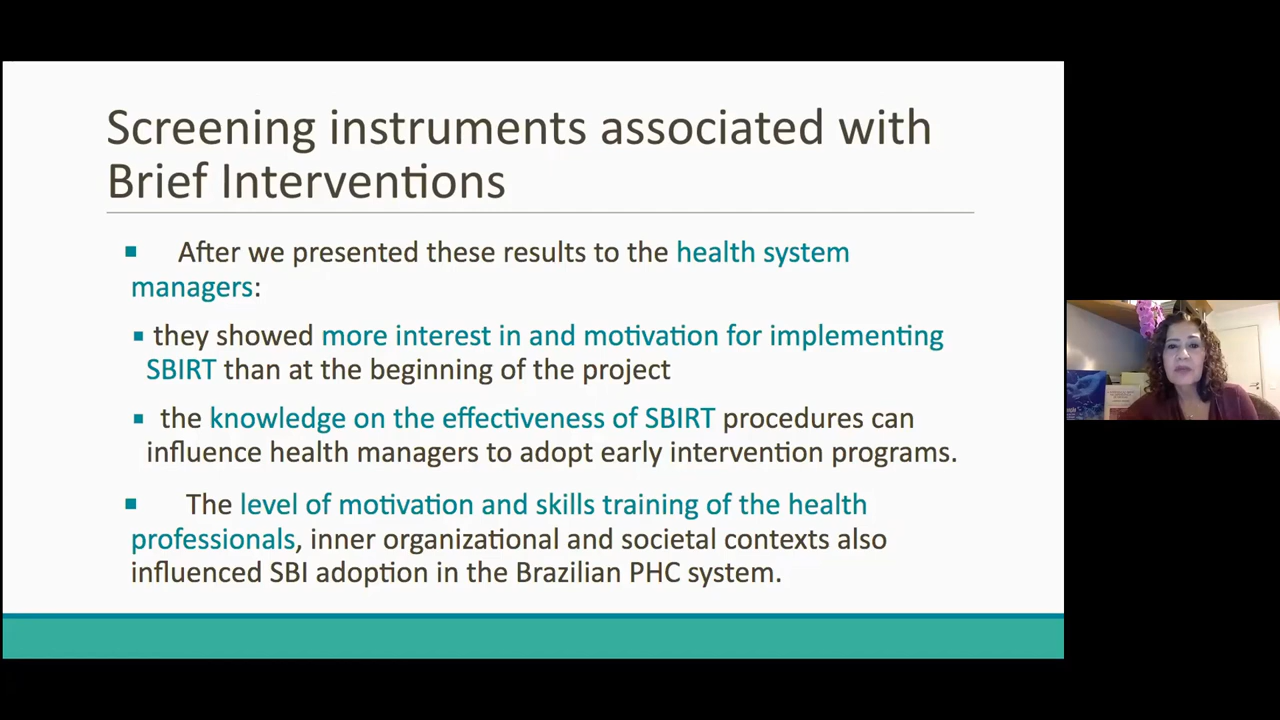 Screening instruments associated with
Brief Interventions
▪ After we presented these results to the health system
managers:
▪ they showed more interest in and motivation for implementing
SBIRT than at the beginning of the project
▪ the knowledge on the effectiveness of SBIRT procedures can
influence health managers to adopt early intervention programs.
▪ The level of motivation and skills training of the health
professionals, inner organizational and societal contexts also
influenced SBI adoption in the Brazilian PHC system.